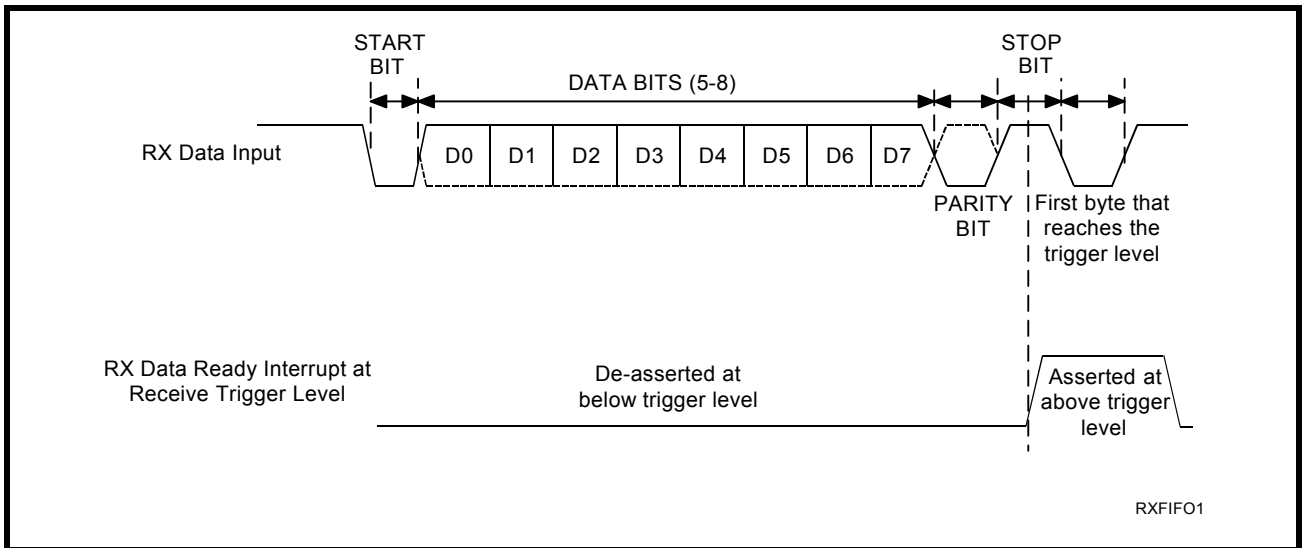 START
BIT
STOP
BIT
DATA BITS (5-8)
RX Data Input
D0 D1 D2 D3 D4 D5 D6 D7
PARITY
BIT
First byte that
reaches the
trigger level
RX Data Ready Interrupt at
Receive Trigger Level
De-asserted at
below trigger level
Asserted at
above trigger
level
RXFIFO1